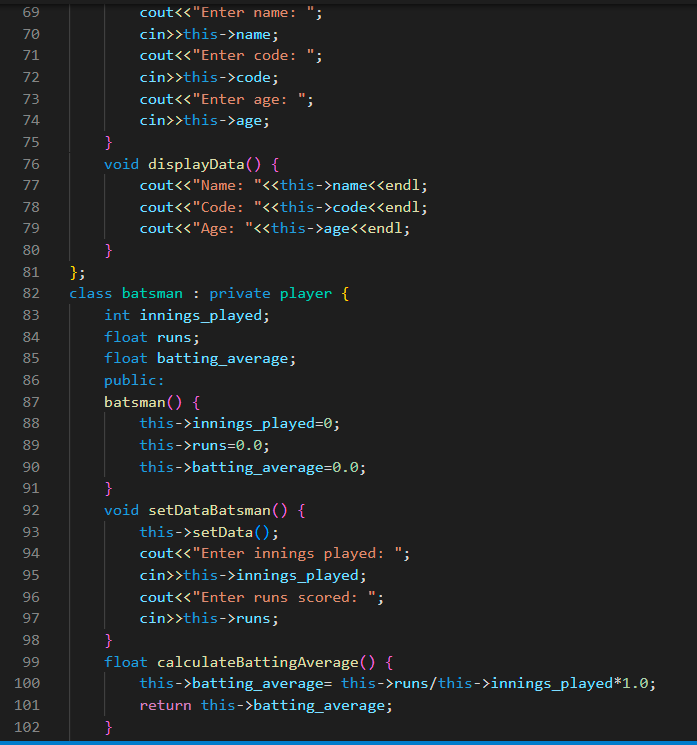 69 cout<<"Enter name: ";
70 cin>>this->name;
71 cout<<"Enter code: ";
72 cin>>this->code;
73 cout<<"Enter age: ";
74 cin>>this->age;
75 }
76 void displayData() {
77 cout<<"Name: "<<this->name<<endl;
78 cout<<"Code: "<<this->code<<endl;
79 cout<<"Age: "<<this->age<<endl;
80 }
81 };
82 class batsman : private player {
83 int innings_played;
84 float runs;
85 float batting_average;
86 public:
87 batsman() {
88 this->innings_played=0;
89 this->runs=0.0;
90 this->batting_average=0.0;
91 }
92 void setDataBatsman() {
93 this->setData();
94 cout<<"Enter innings played: ";
95 cin>>this->innings_played;
96 cout<<"Enter runs scored: ";
97 cin>>this->runs;
98 }
99 float calculateBattingAverage() {
100 this->batting_average= this->runs/this->innings_played*1.0;
101 return this->batting_average;
102 }